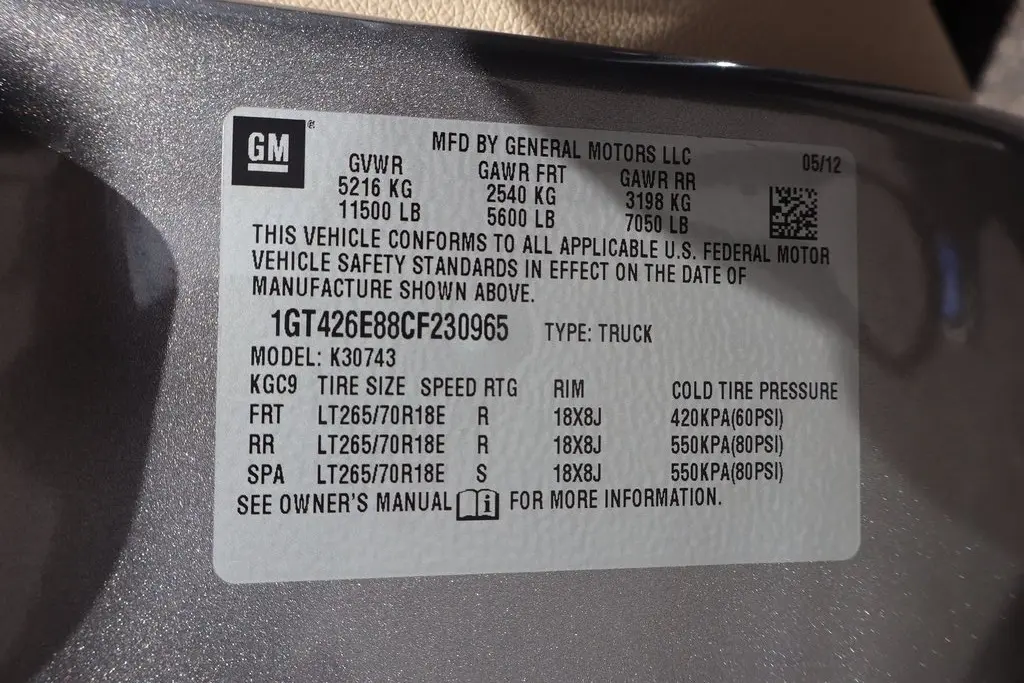 GM®
MFD BY GENERAL MOTORS LLC 05/12
GVWR GAWR FRT GAWR RR
5216 KG 2540 KG 3198 KG
11500 LB 5600 LB 7050 LB
THIS VEHICLE CONFORMS TO ALL APPLICABLE U.S. FEDERAL MOTOR
VEHICLE SAFETY STANDARDS IN EFFECT ON THE DATE OF
MANUFACTURE SHOWN ABOVE.
1GT426E88CF230965 TYPE: TRUCK
MODEL: K30743
KGC9 TIRE SIZE SPEED RTG RIM COLD TIRE PRESSURE
FRT LT265/70R18E R 18X8J 420KPA(60PSI)
RR LT265/70R18E R 18X8J 550KPA(80PSI)
SPA LT265/70R18E S 18X8J 550KPA(80PSI)
SEE OWNER'S MANUAL i FOR MORE INFORMATION.